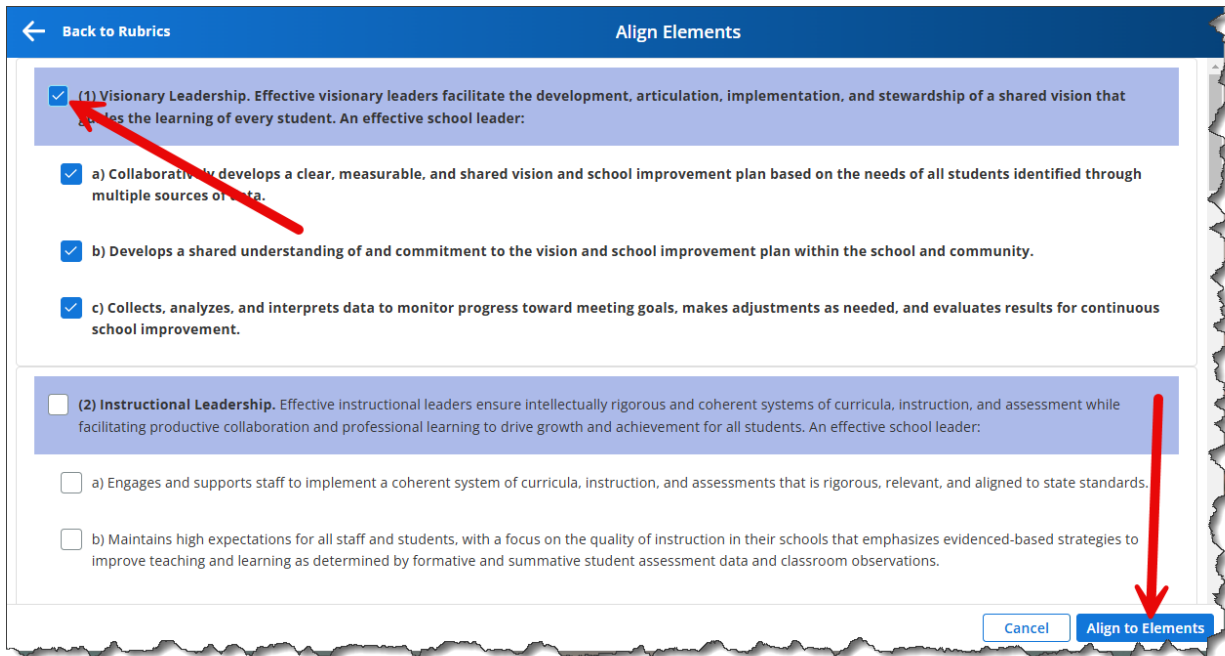 Back to Rubrics
Align Elements
(1) Visionary Leadership. Effective visionary leaders facilitate the development, articulation, implementation, and stewardship of a shared vision that
guides the learning of every student. An effective school leader:
a) Collaboratively develops a clear, measurable, and shared vision and school improvement plan based on the needs of all students identified through
multiple sources of data.
b) Develops a shared understanding of and commitment to the vision and school improvement plan within the school and community.
c) Collects, analyzes, and interprets data to monitor progress toward meeting goals, makes adjustments as needed, and evaluates results for continuous
school improvement.
(2) Instructional Leadership. Effective instructional leaders ensure intellectually rigorous and coherent systems of curricula, instruction, and assessment while
facilitating productive collaboration and professional learning to drive growth and achievement for all students. An effective school leader:
a) Engages and supports staff to implement a coherent system of curricula, instruction, and assessments that is rigorous, relevant, and aligned to state standards.
b) Maintains high expectations for all staff and students, with a focus on the quality of instruction in their schools that emphasizes evidenced-based strategies to
improve teaching and learning as determined by formative and summative student assessment data and classroom observations.
Cancel
Align to Elements